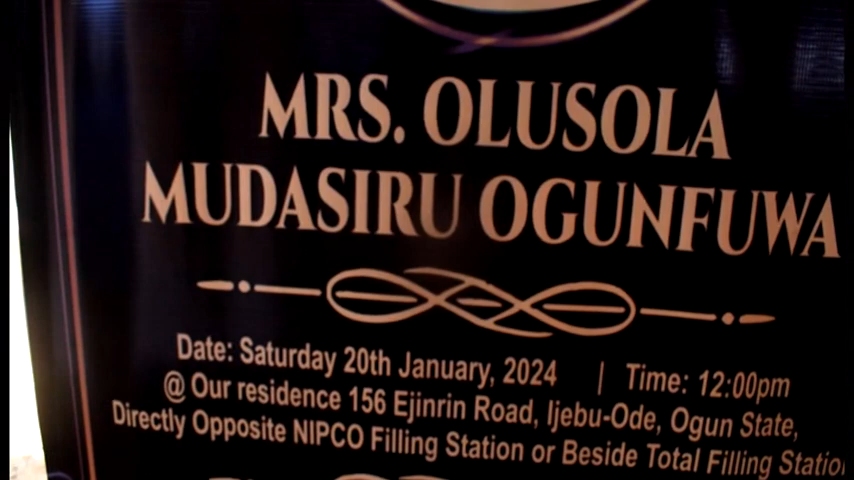 MRS. OLUSOLA
MUDASIRU OGUNFUWA
Date: Saturday 20th January, 2024 | Time: 12:00pm
@ Our residence 156 Ejinrin Road, Ijebu-Ode, Ogun State,
Directly Opposite NIPCO Filling Station or Beside Total Filling Station